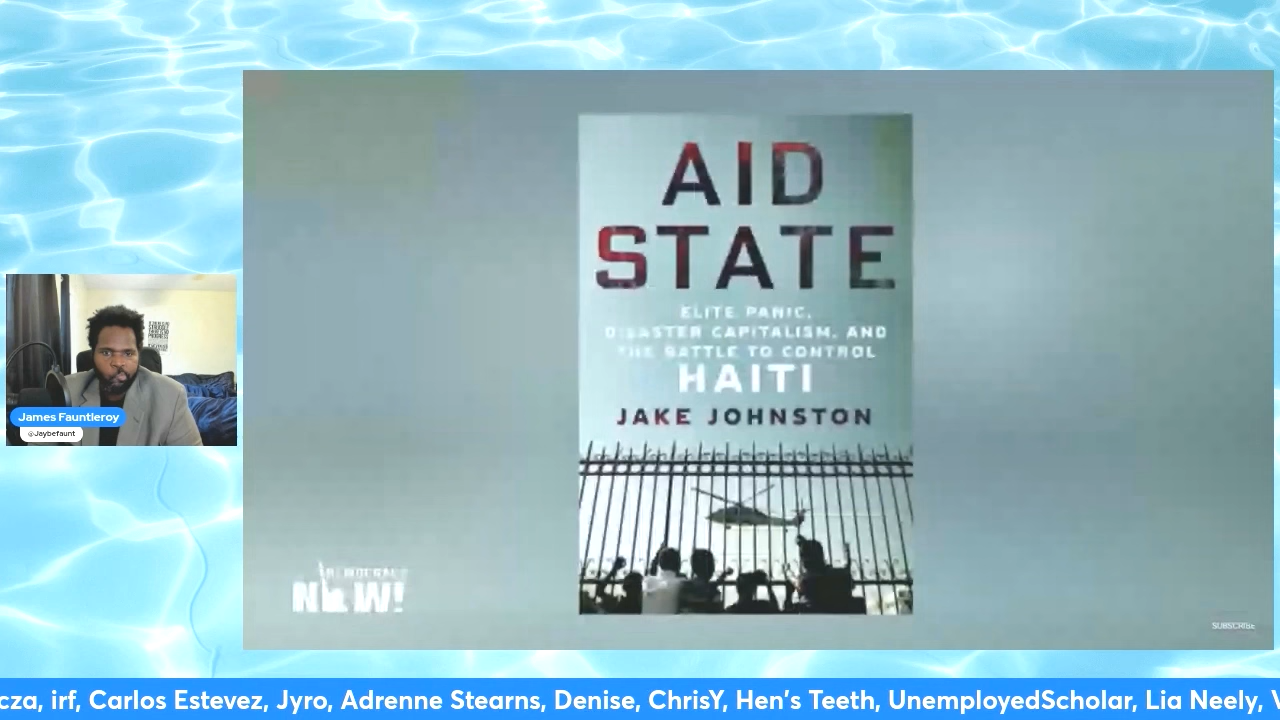 AID
STATE
ELITE PANIC,
DISASTER CAPITALISM, AND
THE BATTLE TO CONTROL
HAITI
JAKE JOHNSTON
James Fauntleroy
@Jaybefaunt
DEMOCRACY
NOW!
SUBSCRIBE
cza, irf, Carlos Estevez, Jyro, Adrenne Stearns, Denise, ChrisY, Hen's Teeth, UnemployedScholar, Lia Neely, V